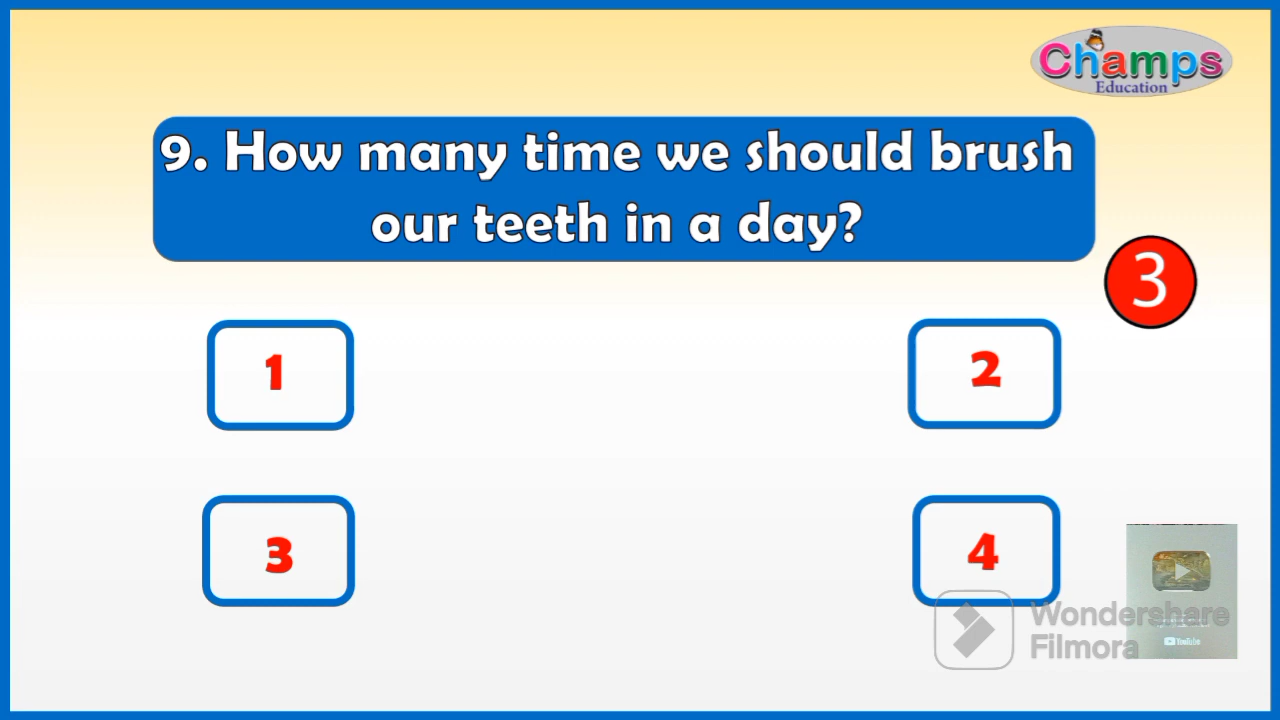 Champs
Education
9. How many time we should brush
our teeth in a day?
3
1
2
3
4
Wondershare
Filmora
YouTube